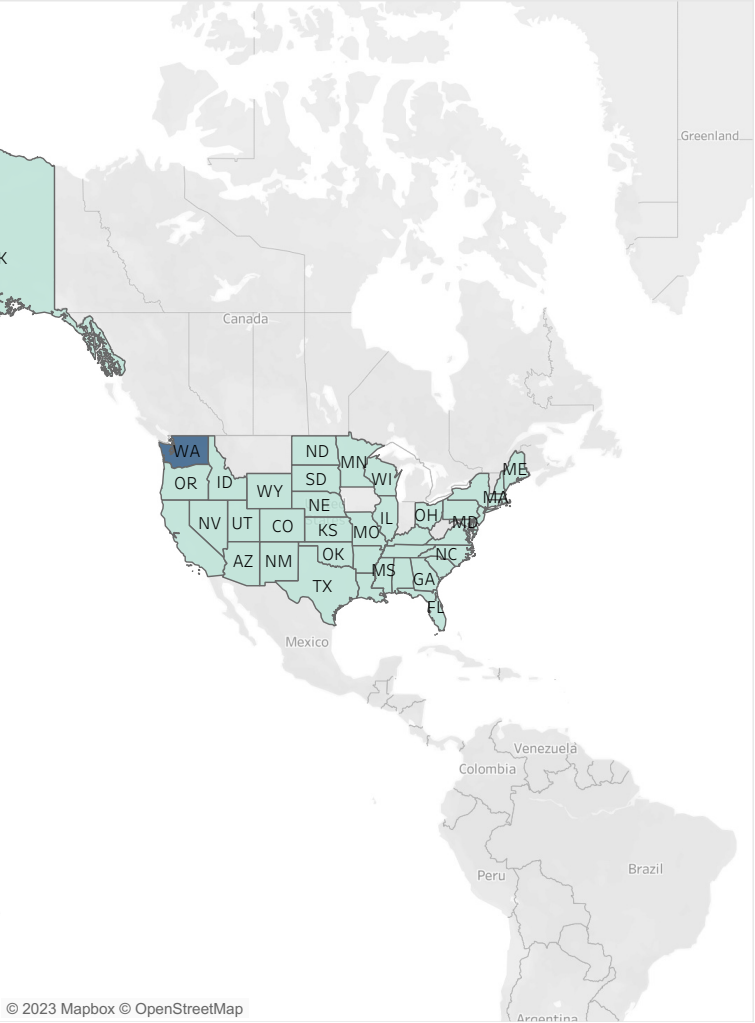 Greenland
K
Canada
WA
ND
MN
ME
OR
ID
SD
WI
WY
NE
MA
IL
OH
NV
UT
CO
KS
MO
MD
AZ
NM
OK
NC
TX
MS
GA
FL
Mexico
Venezuela
Colombia
Brazil
Peru
Argentina
© 2023 Mapbox © OpenStreetMap